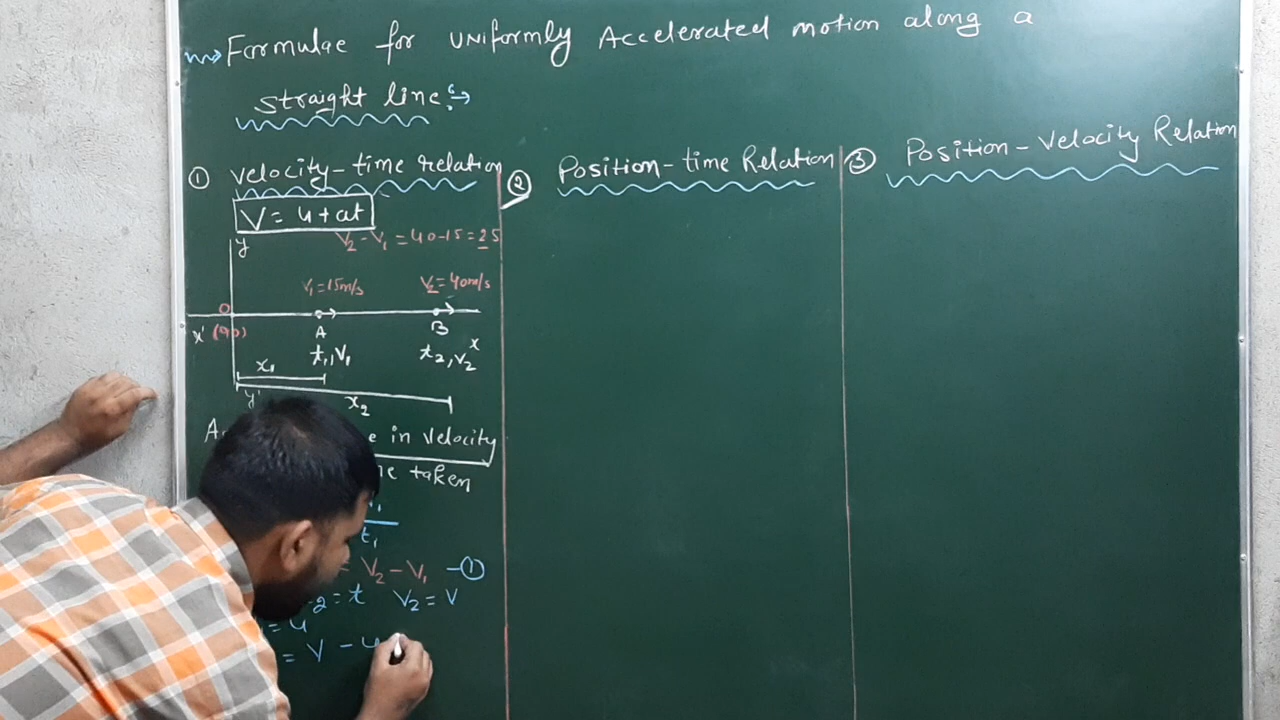 Formulae for UNIformly Accelerated motion along a
straight line:→
① velocity-time relation
V = u+at
y
V₂-V₁ = 40-15=25
V₁=15m/s V₂=40m/s
0
x'
A B
t₁,V₁ t₂,V₂ x
x₁
y'
x₂
in velocity
taken
t₁
= V₂-V₁ -①
₂=t V₂=V
=u
= V-u
② Position-time Relation
③ Position-Velocity Relation